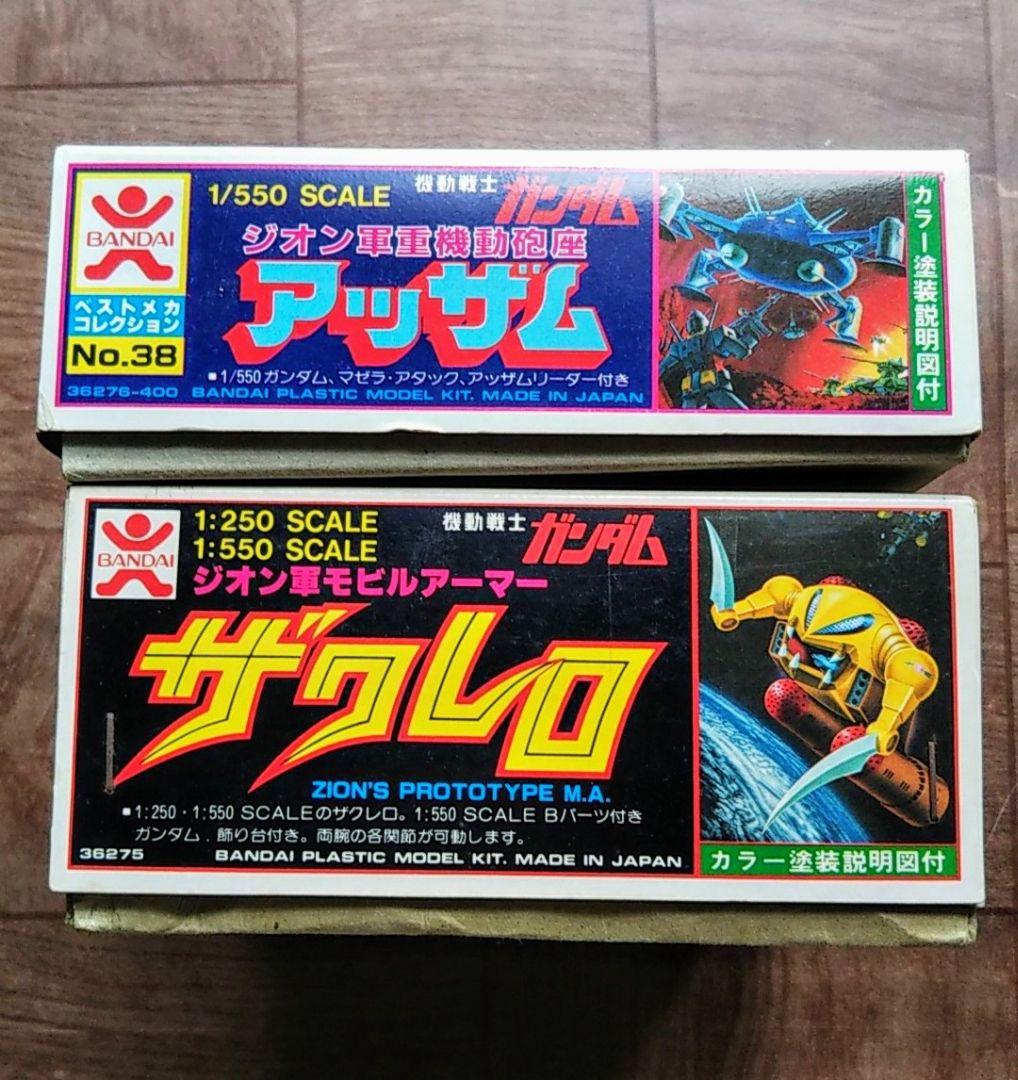 BANDAI
ベストメカ
コレクション
No.38
1/550 SCALE
機動戦士 ガンダム
ジオン軍重機動砲座
アッザム
▪1/550ガンダム、マゼラ・アタック、アッザムリーダー付き
36276-400 BANDAI PLASTIC MODEL KIT. MADE IN JAPAN
カラー塗装説明図付
BANDAI
1:250 SCALE
1:550 SCALE
機動戦士 ガンダム
ジオン軍モビルアーマー
ザクレロ
ZION'S PROTOTYPE M.A.
▪1:250・1:550 SCALEのザクレロ。1:550 SCALE Bパーツ付き
ガンダム．飾り台付き。両腕の各関節が可動します。
36275 BANDAI PLASTIC MODEL KIT. MADE IN JAPAN
カラー塗装説明図付